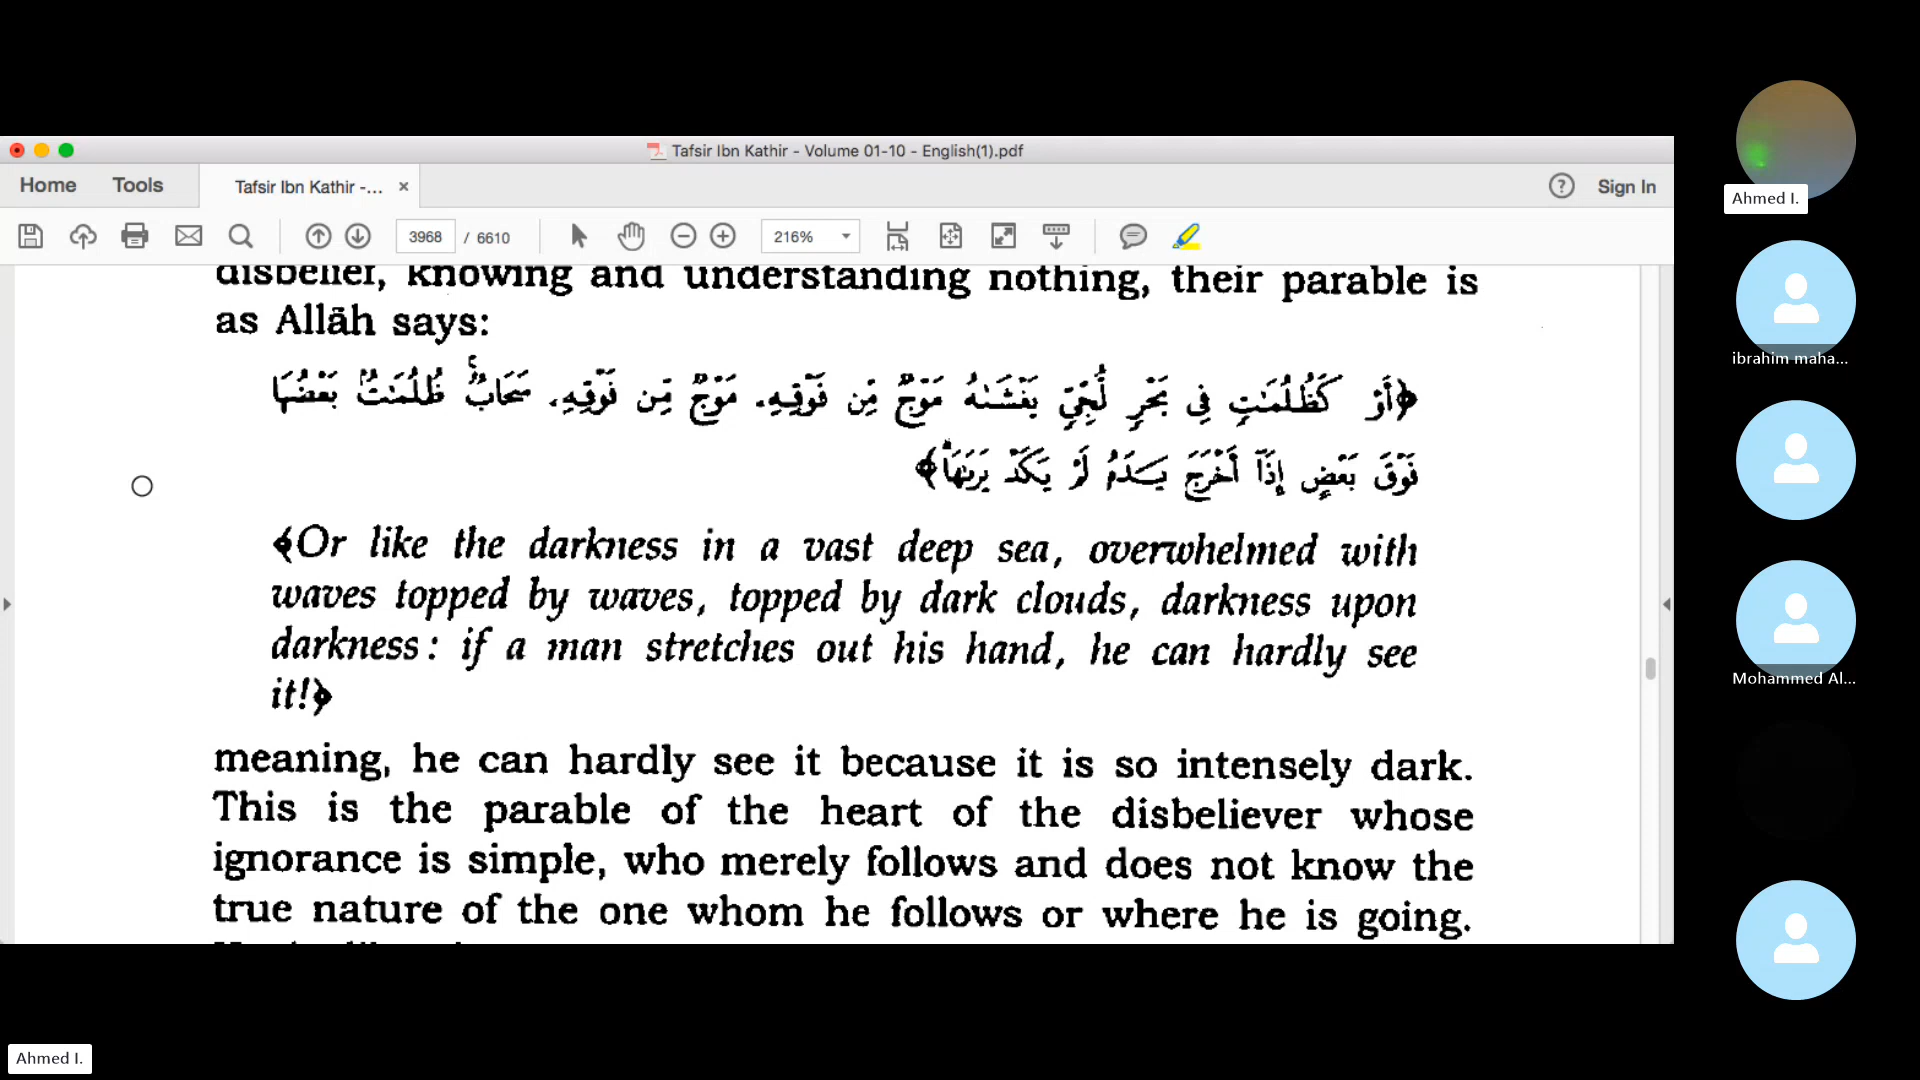 Tafsir Ibn Kathir - Volume 01-10 - English(1).pdf
Home Tools Tafsir Ibn Kathir -... × ? Sign In
3968 / 6610 216%
disbelief, knowing and understanding nothing, their parable is
as Allāh says:
﴿أَوْ كَظُلُمَٰتٍ فِى بَحْرٍ لُّجِّىٍّ يَغْشَىٰهُ مَوْجٌ مِّن فَوْقِهِۦ مَوْجٌ مِّن فَوْقِهِۦ سَحَابٌ ظُلُمَٰتٌۢ بَعْضُهَا
فَوْقَ بَعْضٍ إِذَآ أَخْرَجَ يَدَهُۥ لَمْ يَكَدْ يَرَىٰهَا﴾
﴾Or like the darkness in a vast deep sea, overwhelmed with
waves topped by waves, topped by dark clouds, darkness upon
darkness: if a man stretches out his hand, he can hardly see
it!﴿
meaning, he can hardly see it because it is so intensely dark.
This is the parable of the heart of the disbeliever whose
ignorance is simple, who merely follows and does not know the
true nature of the one whom he follows or where he is going.
Ahmed I.
ibrahim maha...
Mohammed Al...
Ahmed I.